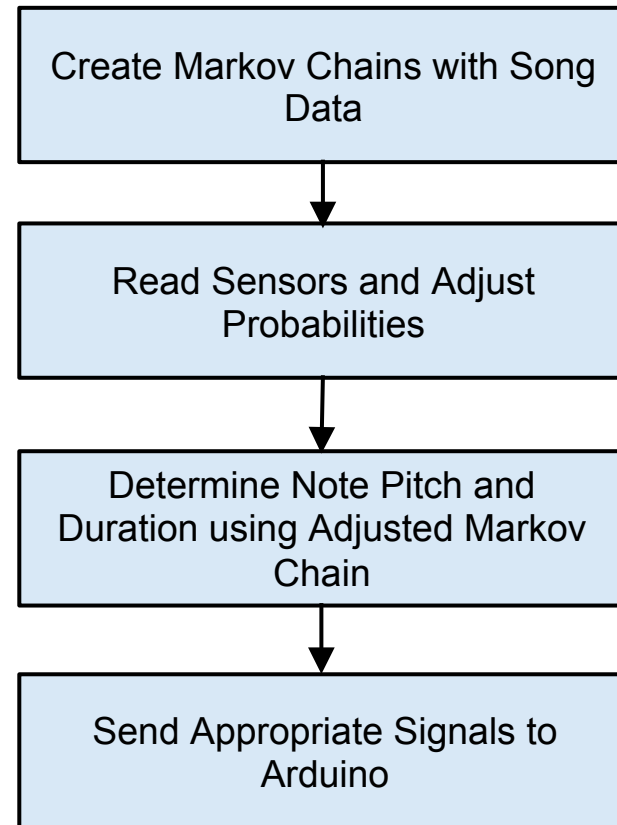 Create Markov Chains with Song
Data
Read Sensors and Adjust
Probabilities
Determine Note Pitch and
Duration using Adjusted Markov
Chain
Send Appropriate Signals to
Arduino